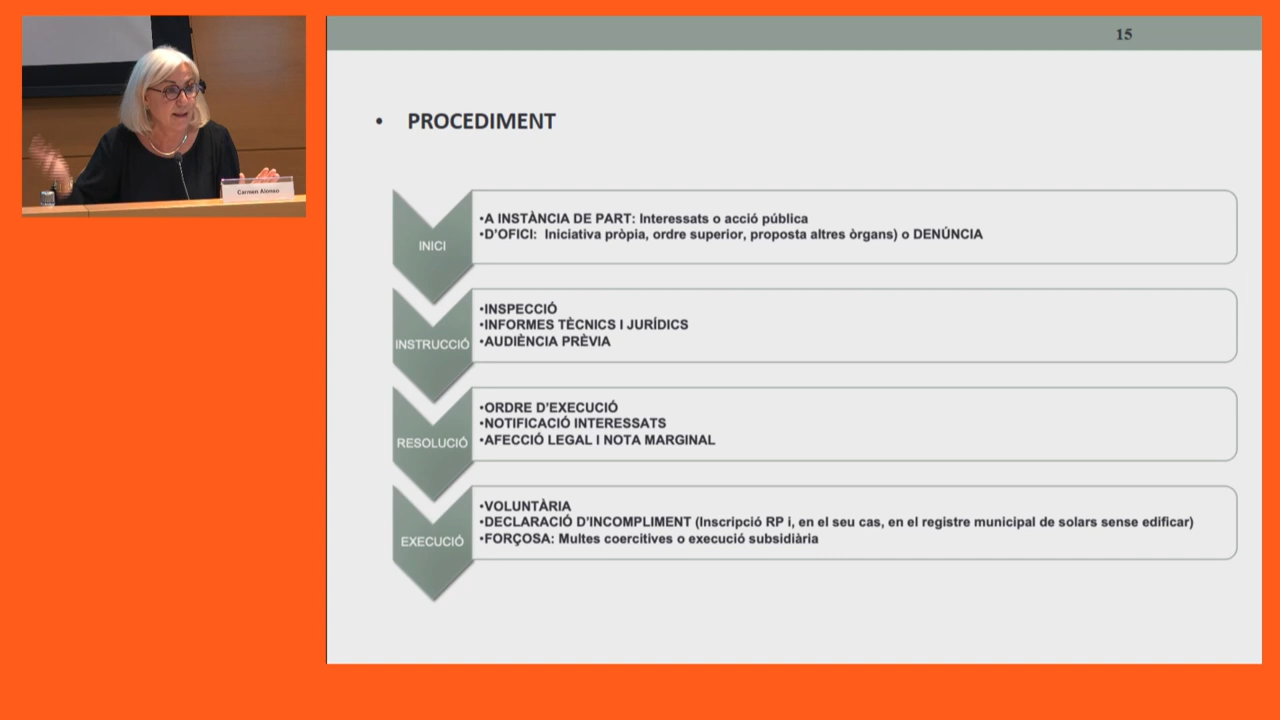 Carmen Alonso
15
• PROCEDIMENT
INICI
•A INSTÀNCIA DE PART: Interessats o acció pública
•D'OFICI: Iniciativa pròpia, ordre superior, proposta altres òrgans) o DENÚNCIA
INSTRUCCIÓ
•INSPECCIÓ
•INFORMES TÈCNICS I JURÍDICS
•AUDIÈNCIA PRÈVIA
RESOLUCIÓ
•ORDRE D'EXECUCIÓ
•NOTIFICACIÓ INTERESSATS
•AFECCIÓ LEGAL I NOTA MARGINAL
EXECUCIÓ
•VOLUNTÀRIA
•DECLARACIÓ D'INCOMPLIMENT (Inscripció RP i, en el seu cas, en el registre municipal de solars sense edificar)
•FORÇOSA: Multes coercitives o execució subsidiària